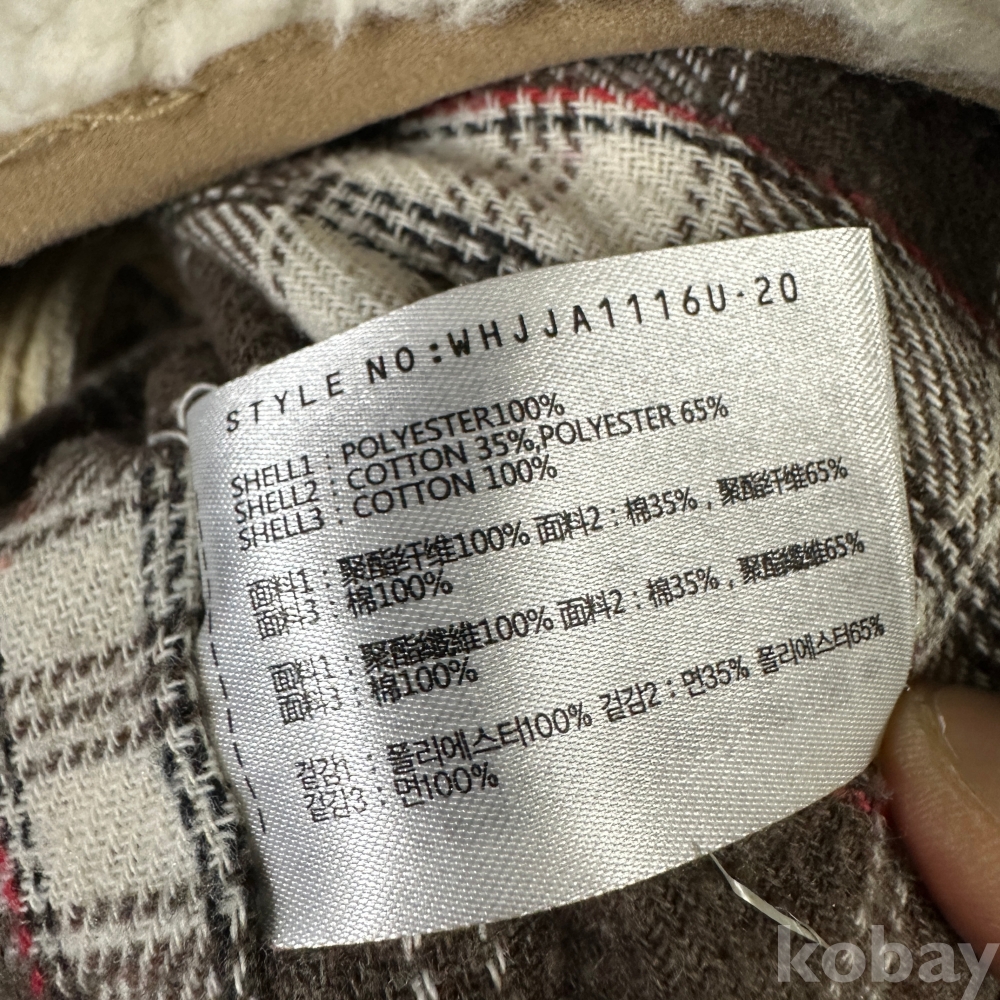 STYLE NO:WHJJA1116U-20
SHELL1 : POLYESTER100%
SHELL2 : COTTON 35%,POLYESTER 65%
SHELL3 : COTTON 100%
面料1 : 聚酯纤维100% 面料2 : 棉35% , 聚酯纤维65%
面料3 : 棉100%
面料1 : 聚酯纖維100% 面料2 : 棉35% , 聚酯纖維65%
面料3 : 棉100%
겉감1 : 폴리에스터100% 겉감2 : 면35% 폴리에스터65%
겉감3 : 면100%
kobay